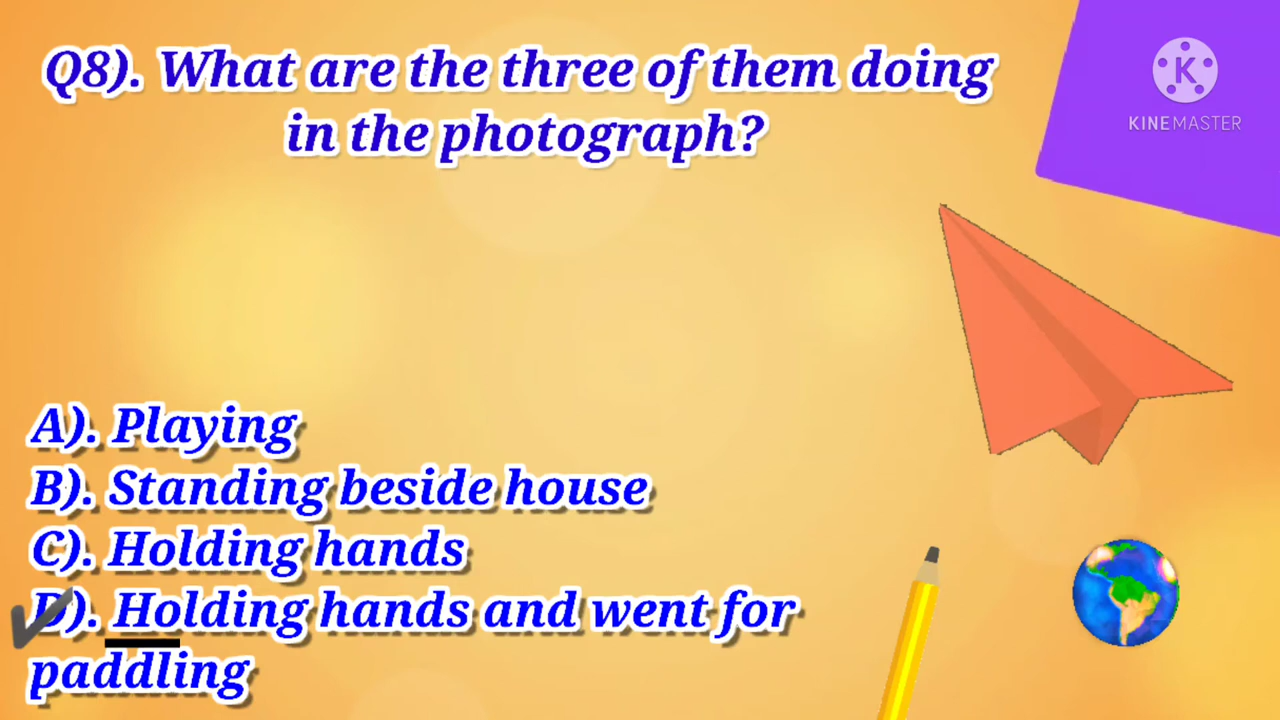 Q8). What are the three of them doing
in the photograph?
K
KINEMASTER
A). Playing
B). Standing beside house
C). Holding hands
D). Holding hands and went for
paddling